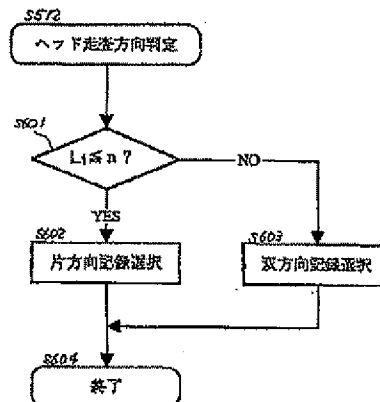 S512
ヘッド走査方向判定
S601
L1≦n?
NO
YES
S602
片方向記録選択
S603
双方向記録選択
S604
終了